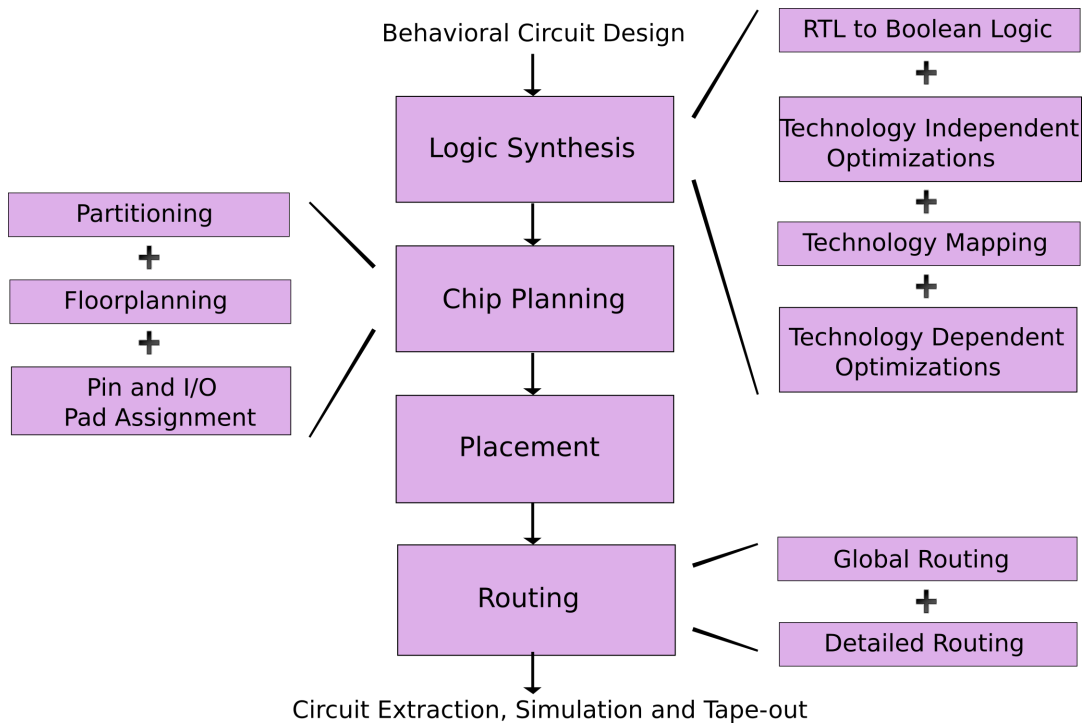 Behavioral Circuit Design
Logic Synthesis
Chip Planning
Placement
Routing
Circuit Extraction, Simulation and Tape-out
Partitioning
+
Floorplanning
+
Pin and I/O
Pad Assignment
RTL to Boolean Logic
+
Technology Independent
Optimizations
+
Technology Mapping
+
Technology Dependent
Optimizations
Global Routing
+
Detailed Routing